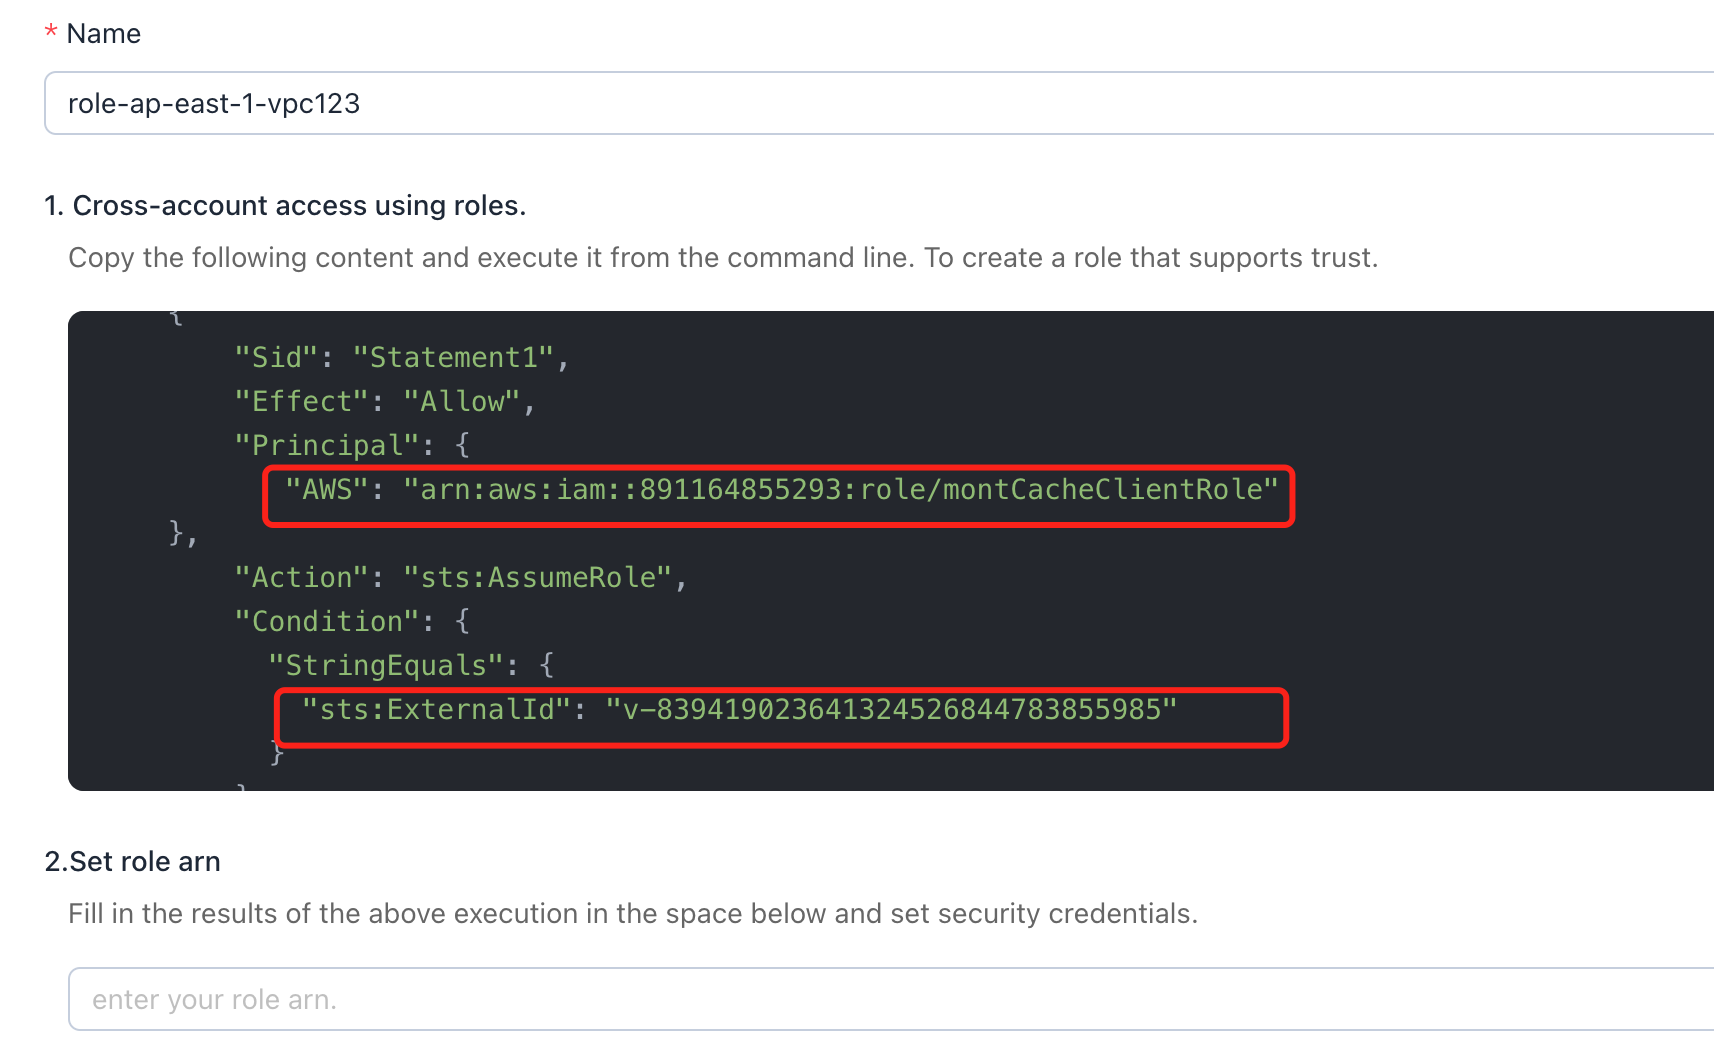 * Name
role-ap-east-1-vpc123
1. Cross-account access using roles.
Copy the following content and execute it from the command line. To create a role that supports trust.
{
"Sid": "Statement1",
"Effect": "Allow",
"Principal": {
"AWS": "arn:aws:iam::891164855293:role/montCacheClientRole"
},
"Action": "sts:AssumeRole",
"Condition": {
"StringEquals": {
"sts:ExternalId": "v-839419023641324526844783855985"
}
}
2.Set role arn
Fill in the results of the above execution in the space below and set security credentials.
enter your role arn.